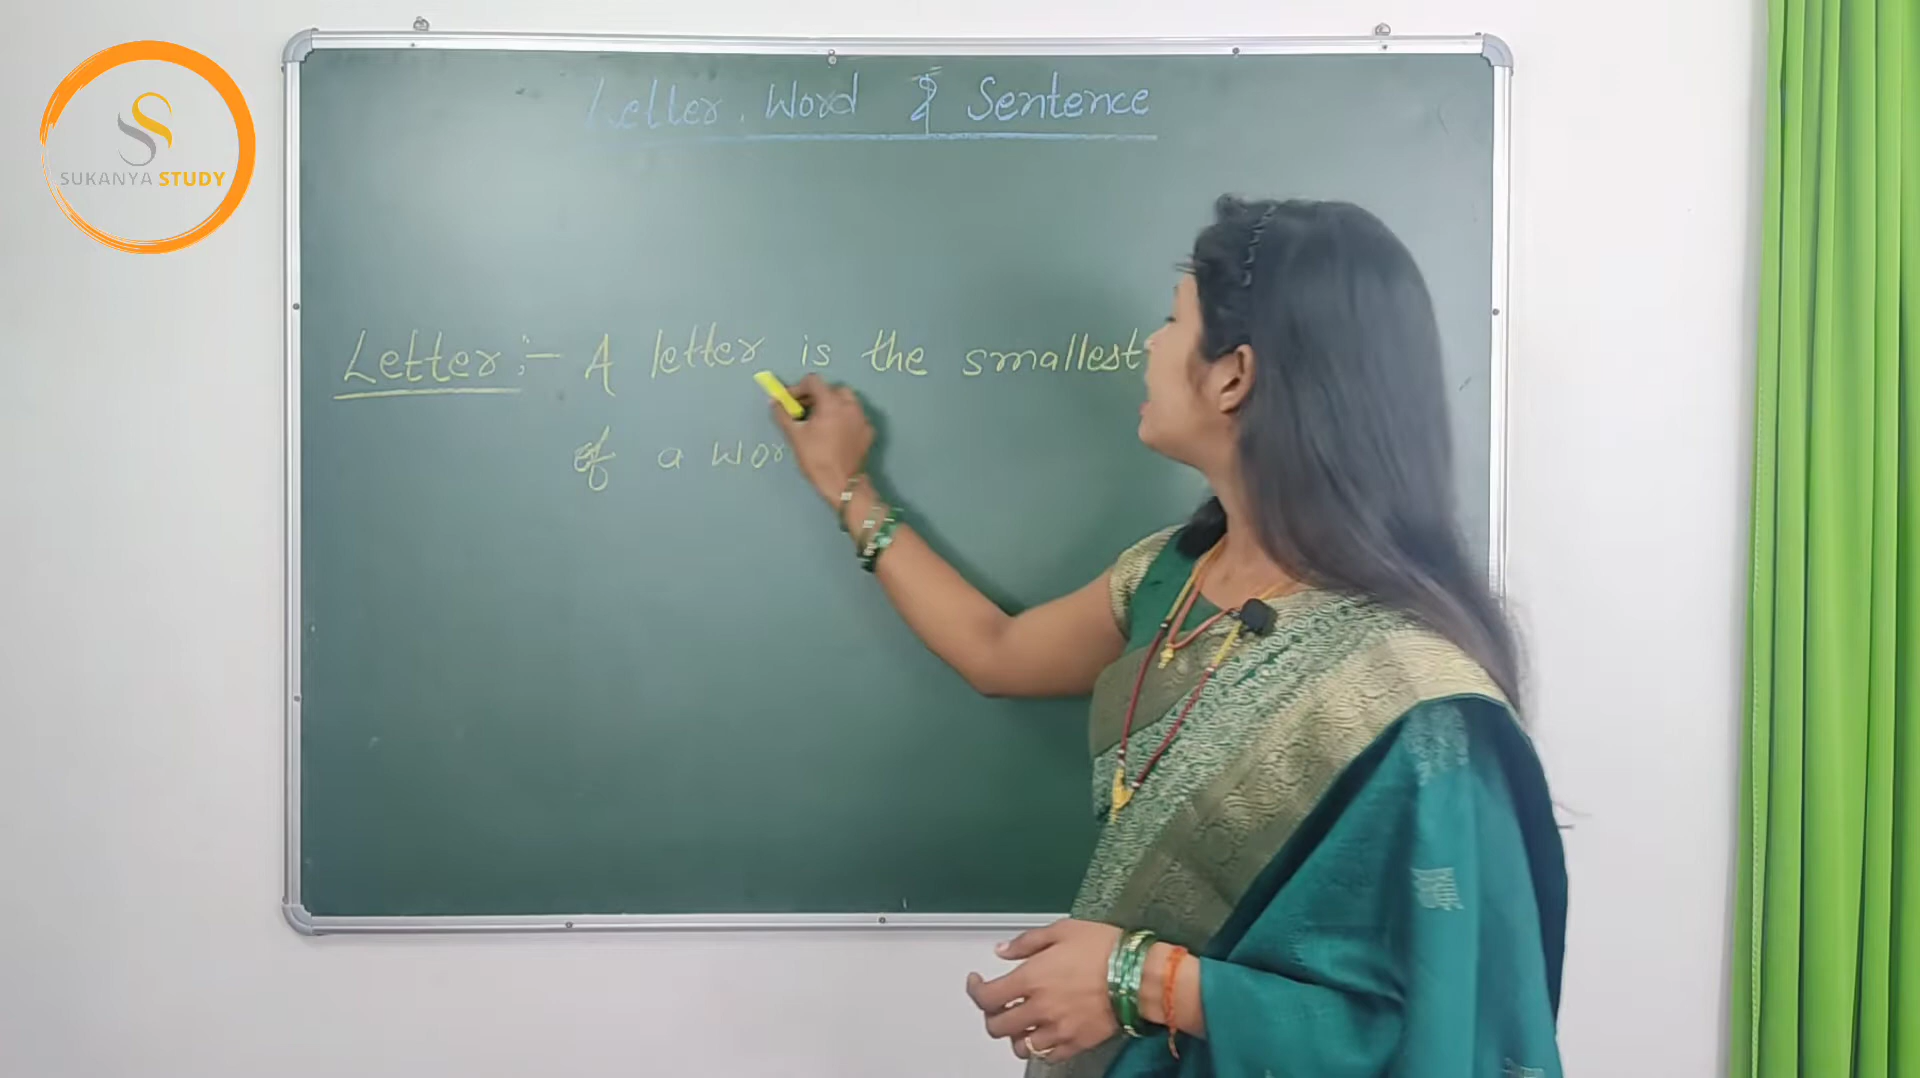 SUKANYA STUDY
Letter, Word & Sentence
Letter:- A letter is the smallest
of a wor